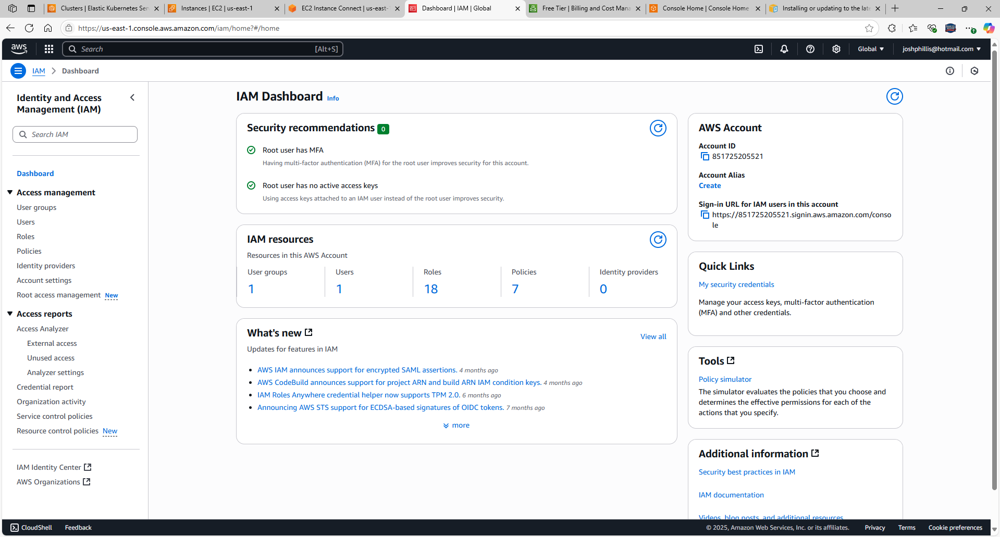 Clusters | Elastic Kubernetes Ser
Instances | EC2 | us-east-1
EC2 Instance Connect | us-east-
Dashboard | IAM | Global
Free Tier | Billing and Cost Mana
Console Home | Console Home
Installing or updating to the late
https://us-east-1.console.aws.amazon.com/iam/home?#/home
aws
Search
[Alt+S]
Global
joshphillis@hotmail.com
IAM
Dashboard
Identity and Access
Management (IAM)
Search IAM
Dashboard
Access management
User groups
Users
Roles
Policies
Identity providers
Account settings
Root access management New
Access reports
Access Analyzer
External access
Unused access
Analyzer settings
Credential report
Organization activity
Service control policies
Resource control policies New
IAM Identity Center
AWS Organizations
IAM Dashboard Info
Security recommendations 0
Root user has MFA
Having multi-factor authentication (MFA) for the root user improves security for this account.
Root user has no active access keys
Using access keys attached to an IAM user instead of the root user improves security.
IAM resources
Resources in this AWS Account
User groups
1
Users
1
Roles
18
Policies
7
Identity providers
0
What's new
View all
Updates for features in IAM
AWS IAM announces support for encrypted SAML assertions. 4 months ago
AWS CodeBuild announces support for project ARN and build ARN IAM condition keys. 4 months ago
IAM Roles Anywhere credential helper now supports TPM 2.0. 6 months ago
Announcing AWS STS support for ECDSA-based signatures of OIDC tokens. 7 months ago
more
AWS Account
Account ID
851725205521
Account Alias
Create
Sign-in URL for IAM users in this account
https://851725205521.signin.aws.amazon.com/conso
le
Quick Links
My security credentials
Manage your access keys, multi-factor authentication
(MFA) and other credentials.
Tools
Policy simulator
The simulator evaluates the policies that you choose and
determines the effective permissions for each of the
actions that you specify.
Additional information
Security best practices in IAM
IAM documentation
Videos, blog posts, and additional resources
CloudShell
Feedback
© 2025, Amazon Web Services, Inc. or its affiliates.
Privacy
Terms
Cookie preferences